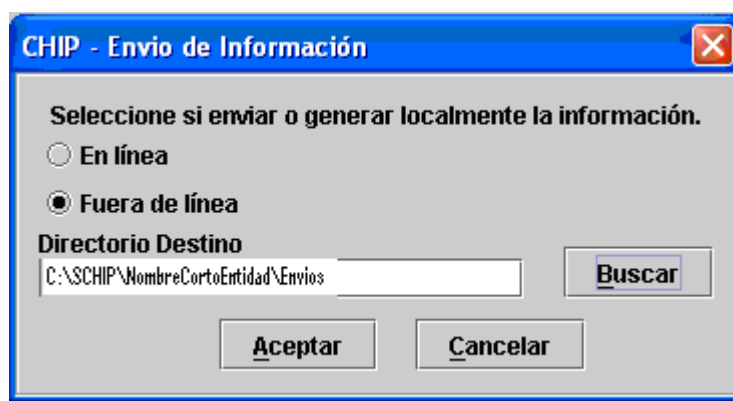 CHIP - Envio de Información
Seleccione si enviar o generar localmente la información.
En línea
Fuera de línea
Directorio Destino
C:\SCHIP\NombreCortoEntidad\Envios
Buscar
Aceptar
Cancelar